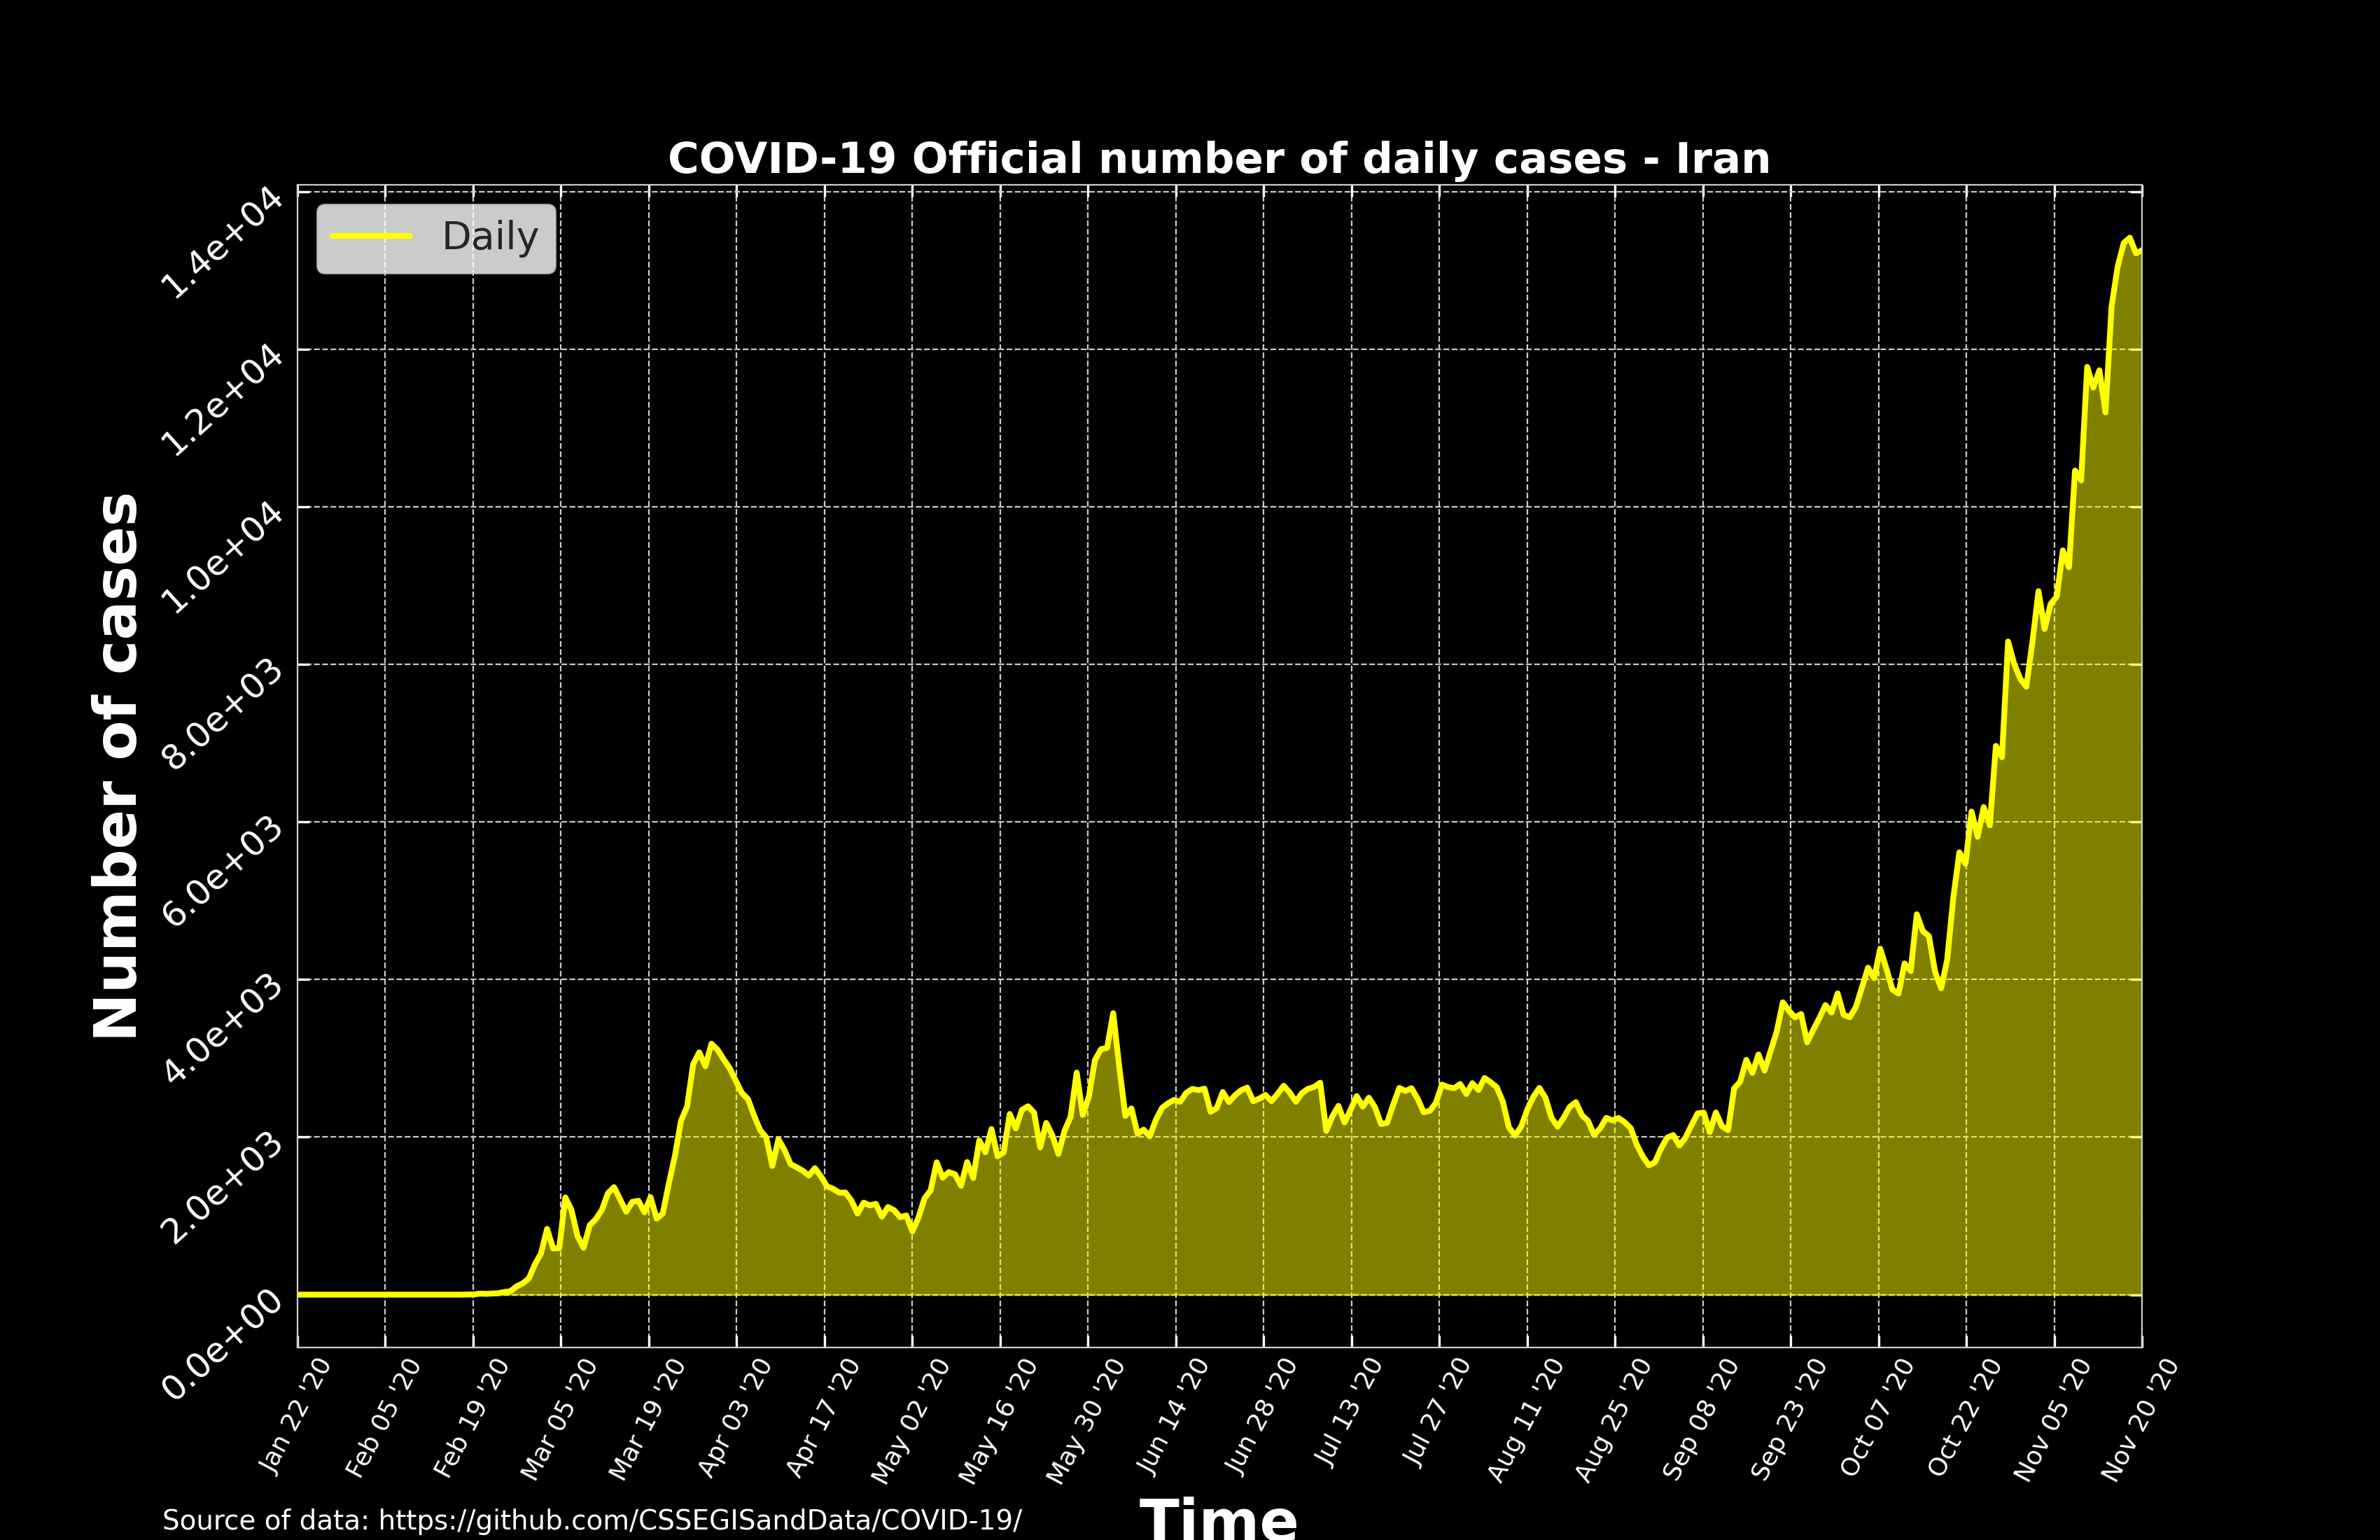 COVID-19 Official number of daily cases - Iran
Daily
Number of cases
1.4e+04
1.2e+04
1.0e+04
8.0e+03
6.0e+03
4.0e+03
2.0e+03
0.0e+00
Jan 22 '20
Feb 05 '20
Feb 19 '20
Mar 05 '20
Mar 19 '20
Apr 03 '20
Apr 17 '20
May 02 '20
May 16 '20
May 30 '20
Jun 14 '20
Jun 28 '20
Jul 13 '20
Jul 27 '20
Aug 11 '20
Aug 25 '20
Sep 08 '20
Sep 23 '20
Oct 07 '20
Oct 22 '20
Nov 05 '20
Nov 20 '20
Time
Source of data: https://github.com/CSSEGISandData/COVID-19/